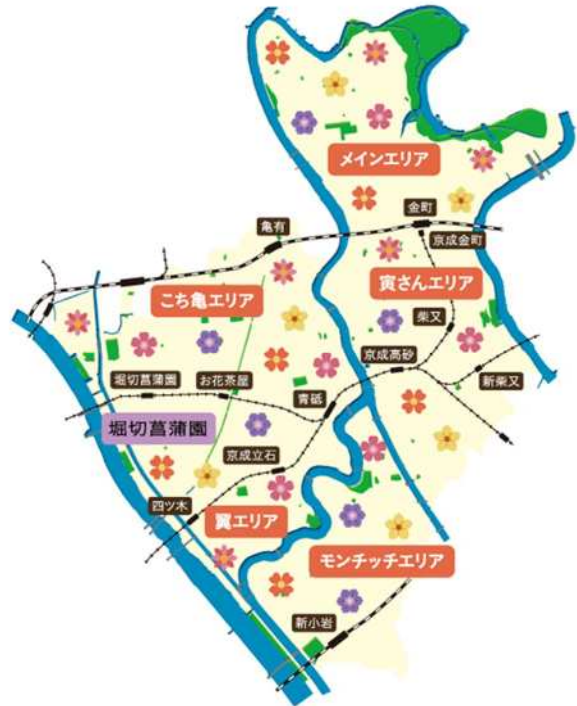 メインエリア
金町
亀有
京成金町
こち亀エリア
寅さんエリア
柴又
京成高砂
堀切菖蒲園
お花茶屋
新柴又
青砥
堀切菖蒲園
京成立石
四ツ木
翼エリア
モンチッチエリア
新小岩